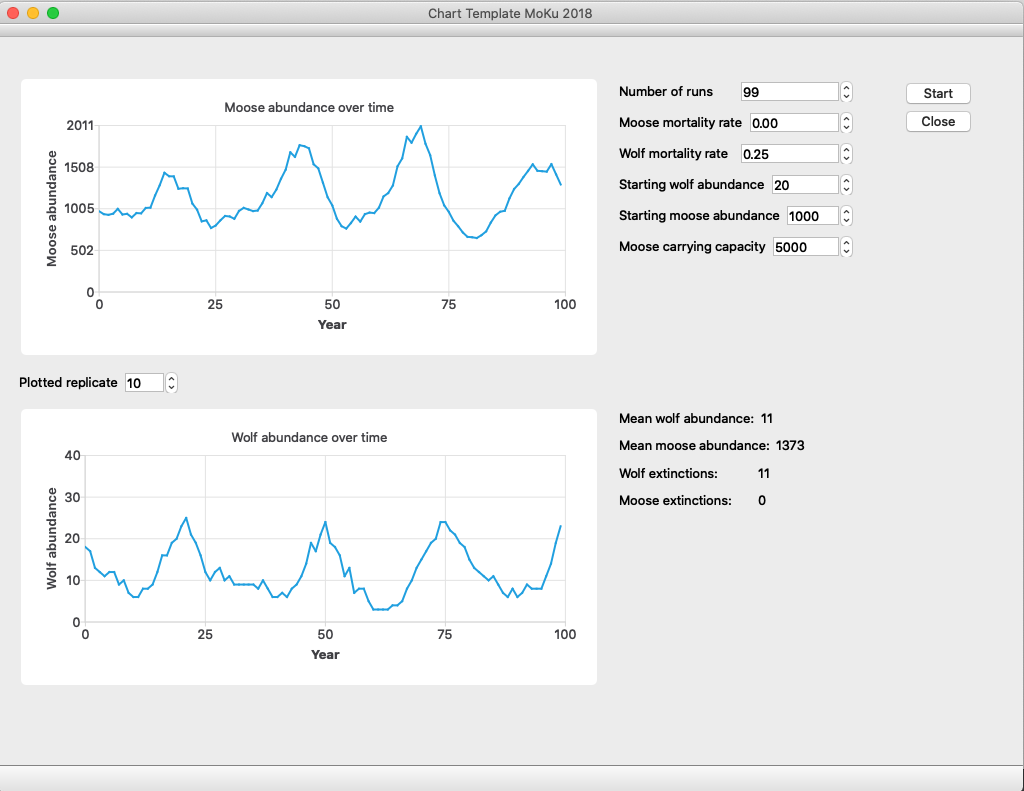 Chart Template MoKu 2018
Moose abundance over time
Moose abundance
2011
1508
1005
502
0
0 25 50 75 100
Year
Number of runs 99
Moose mortality rate 0.00
Wolf mortality rate 0.25
Starting wolf abundance 20
Starting moose abundance 1000
Moose carrying capacity 5000
Start
Close
Plotted replicate 10
Wolf abundance over time
Wolf abundance
40
30
20
10
0
0 25 50 75 100
Year
Mean wolf abundance: 11
Mean moose abundance: 1373
Wolf extinctions: 11
Moose extinctions: 0